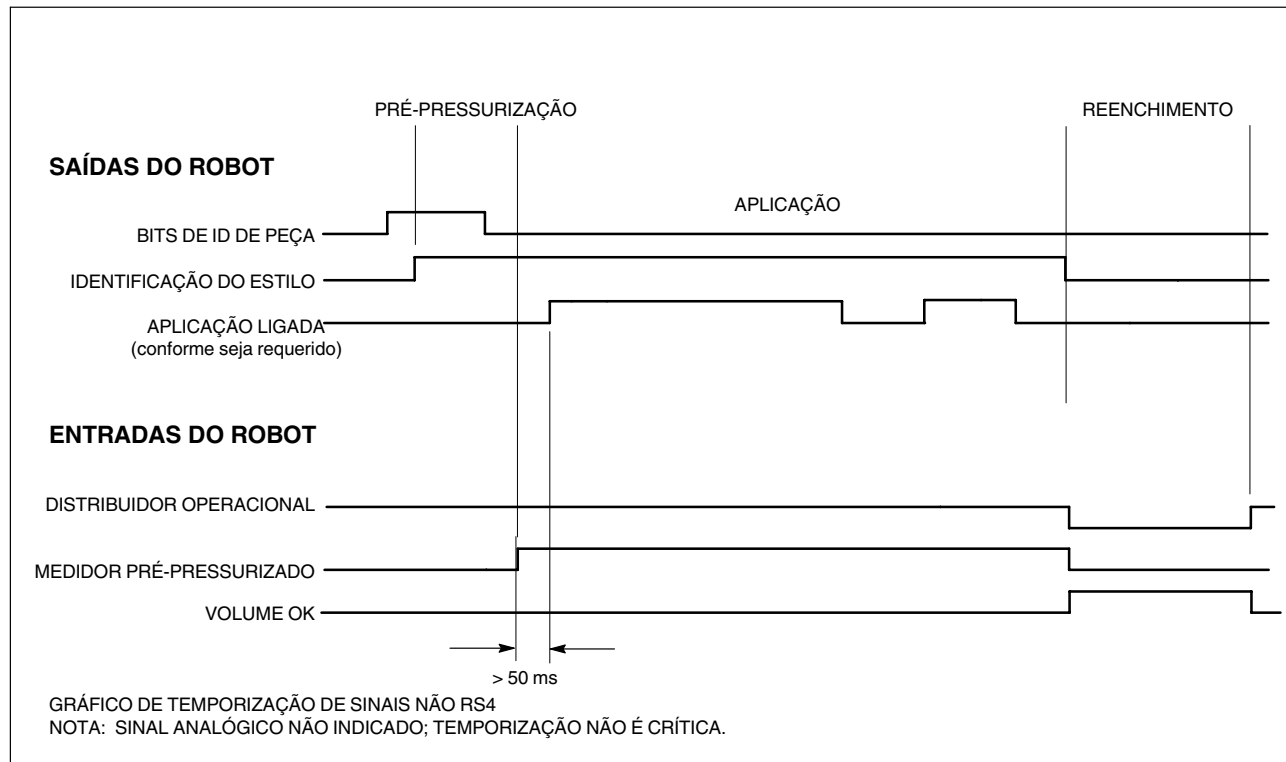 PRÉ-PRESSURIZAÇÃO
REENCHIMENTO
SAÍDAS DO ROBOT
APLICAÇÃO
BITS DE ID DE PEÇA
IDENTIFICAÇÃO DO ESTILO
APLICAÇÃO LIGADA
(conforme seja requerido)
ENTRADAS DO ROBOT
DISTRIBUIDOR OPERACIONAL
MEDIDOR PRÉ-PRESSURIZADO
VOLUME OK
> 50 ms
GRÁFICO DE TEMPORIZAÇÃO DE SINAIS NÃO RS4
NOTA: SINAL ANALÓGICO NÃO INDICADO; TEMPORIZAÇÃO NÃO É CRÍTICA.